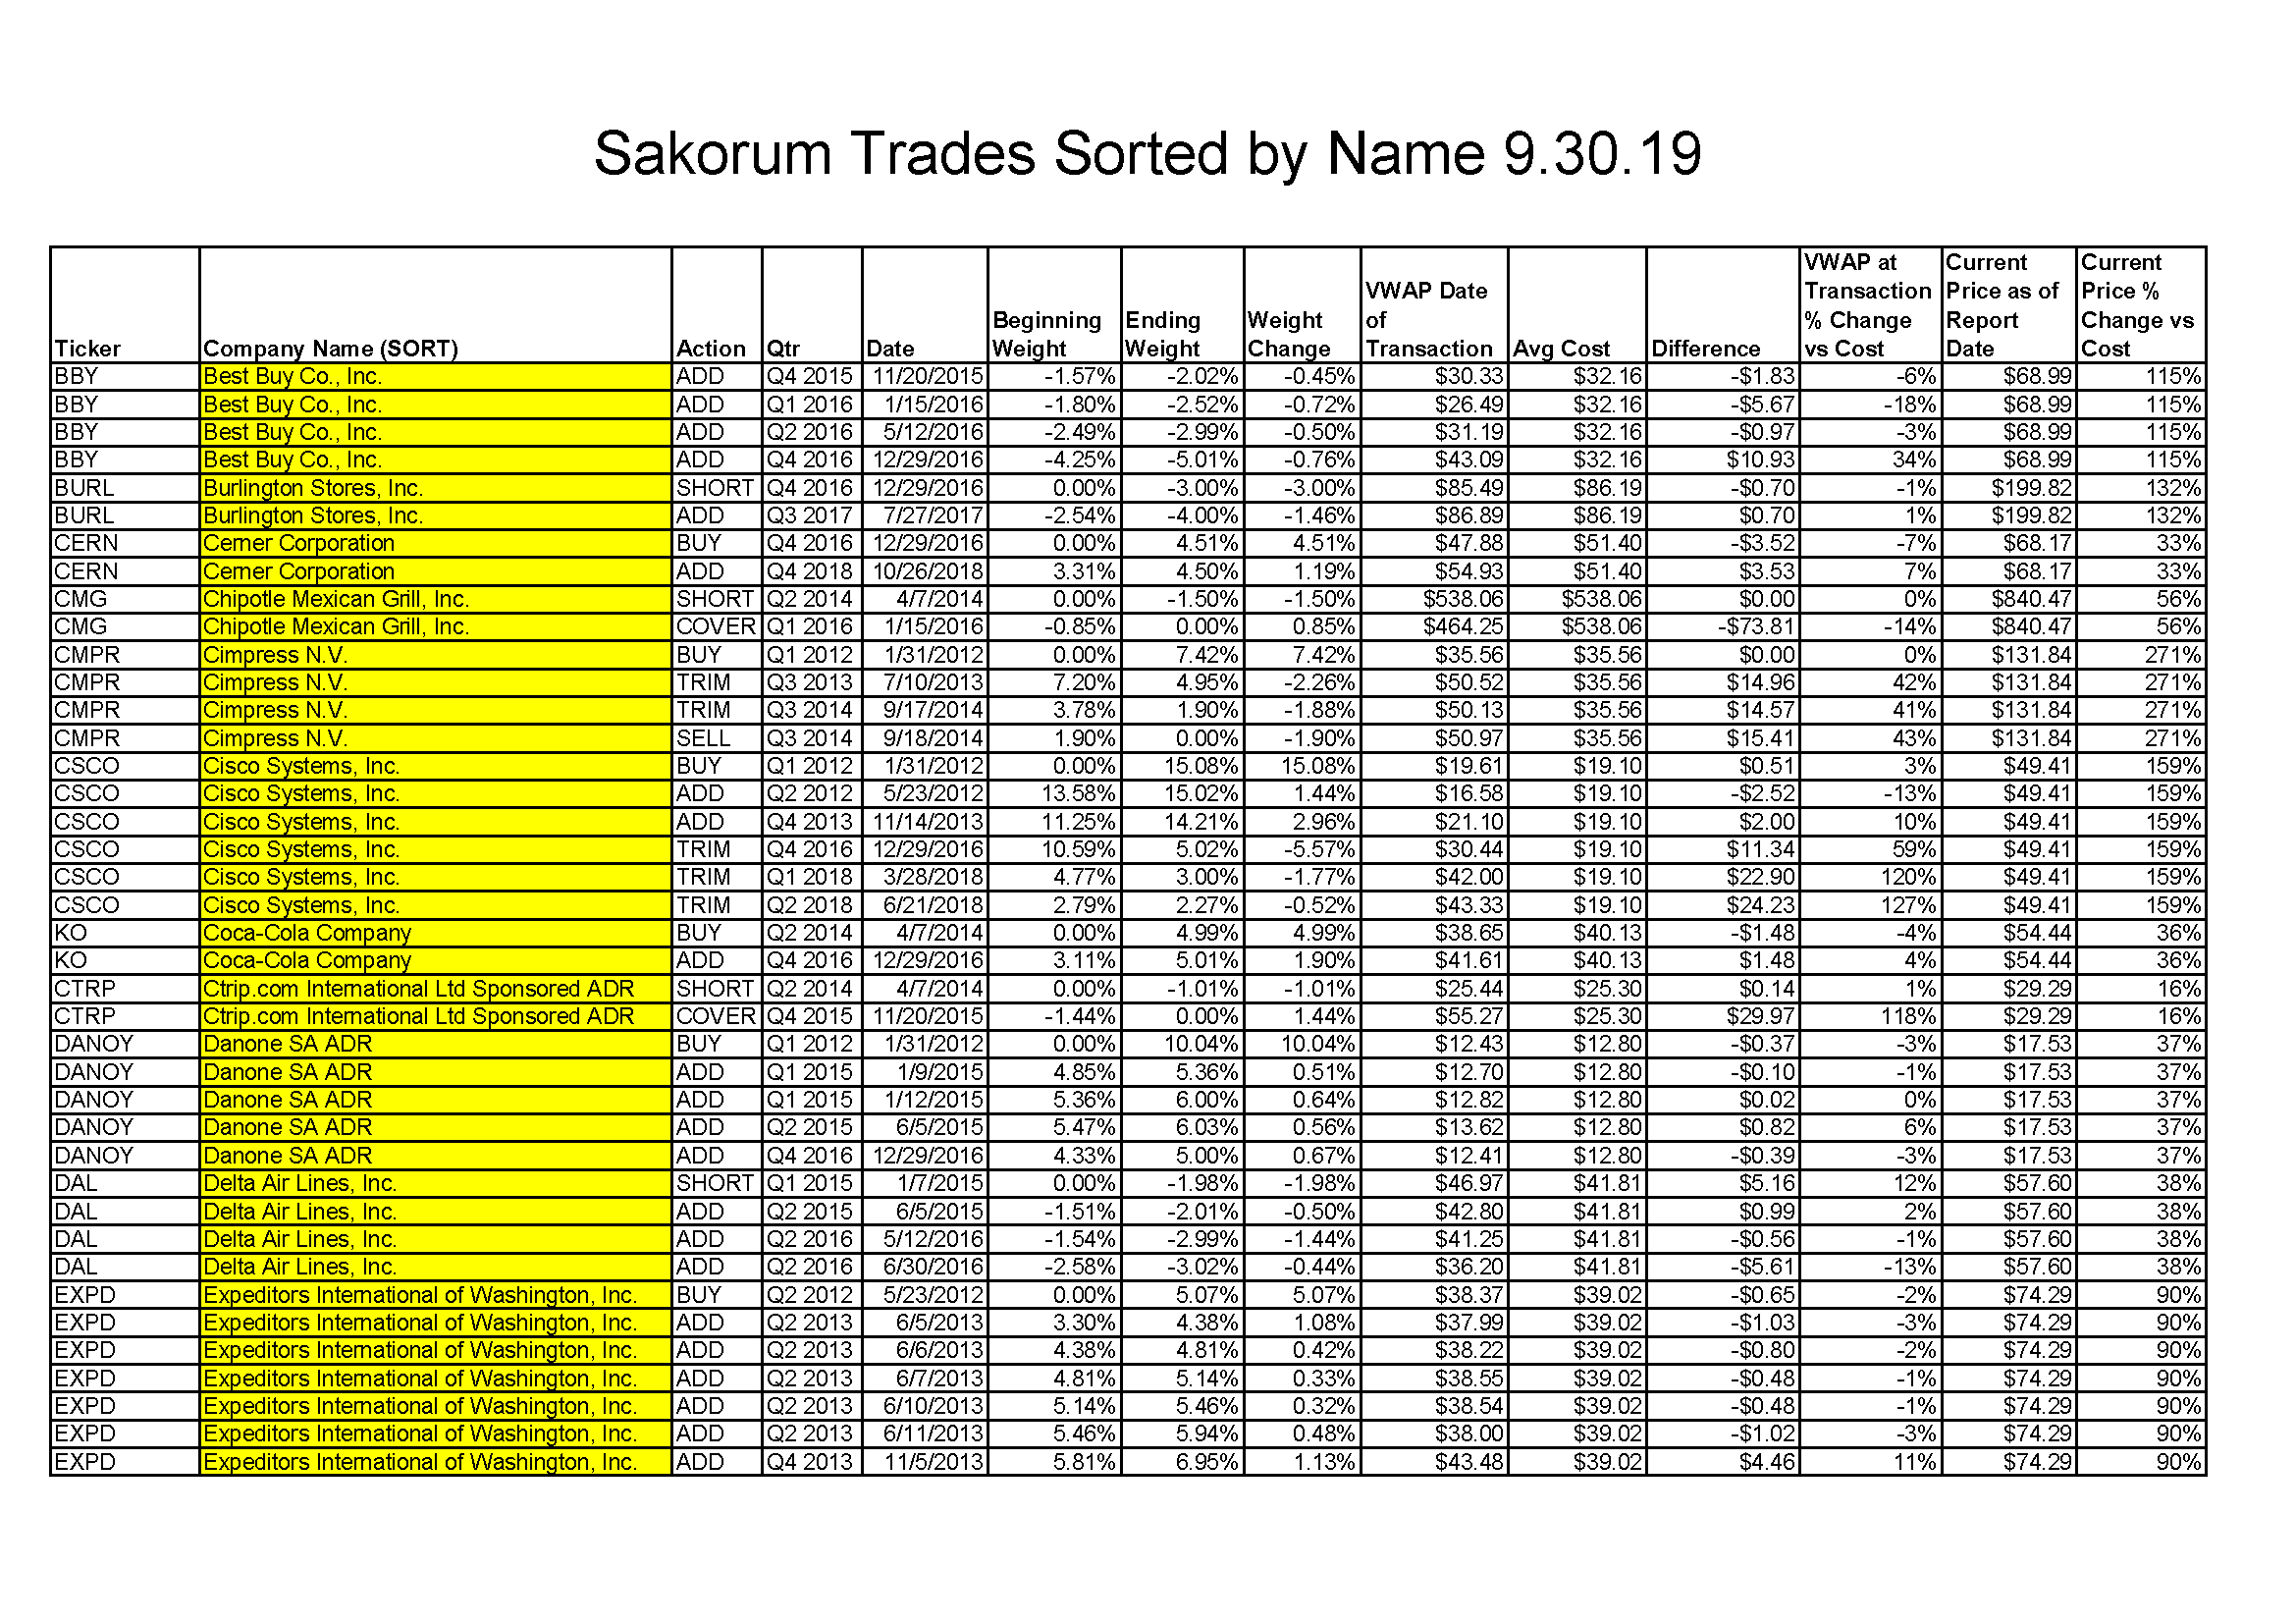 Sakorum Trades Sorted by Name 9.30.19
Ticker Company Name (SORT) Action Qtr Date Beginning Weight Ending Weight Weight Change VWAP Date of Transaction Avg Cost Difference VWAP at Transaction % Change vs Cost Current Price as of Report Date Current Price % Change vs Cost
BBY Best Buy Co., Inc. ADD Q4 2015 11/20/2015 -1.57% -2.02% -0.45% $30.33 $32.16 -$1.83 -6% $68.99 115%
BBY Best Buy Co., Inc. ADD Q1 2016 1/15/2016 -1.80% -2.52% -0.72% $26.49 $32.16 -$5.67 -18% $68.99 115%
BBY Best Buy Co., Inc. ADD Q2 2016 5/12/2016 -2.49% -2.99% -0.50% $31.19 $32.16 -$0.97 -3% $68.99 115%
BBY Best Buy Co., Inc. ADD Q4 2016 12/29/2016 -4.25% -5.01% -0.76% $43.09 $32.16 $10.93 34% $68.99 115%
BURL Burlington Stores, Inc. SHORT Q4 2016 12/29/2016 0.00% -3.00% -3.00% $85.49 $86.19 -$0.70 -1% $199.82 132%
BURL Burlington Stores, Inc. ADD Q3 2017 7/27/2017 -2.54% -4.00% -1.46% $86.89 $86.19 $0.70 1% $199.82 132%
CERN Cerner Corporation BUY Q4 2016 12/29/2016 0.00% 4.51% 4.51% $47.88 $51.40 -$3.52 -7% $68.17 33%
CERN Cerner Corporation ADD Q4 2018 10/26/2018 3.31% 4.50% 1.19% $54.93 $51.40 $3.53 7% $68.17 33%
CMG Chipotle Mexican Grill, Inc. SHORT Q2 2014 4/7/2014 0.00% -1.50% -1.50% $538.06 $538.06 $0.00 0% $840.47 56%
CMG Chipotle Mexican Grill, Inc. COVER Q1 2016 1/15/2016 -0.85% 0.00% 0.85% $464.25 $538.06 -$73.81 -14% $840.47 56%
CMPR Cimpress N.V. BUY Q1 2012 1/31/2012 0.00% 7.42% 7.42% $35.56 $35.56 $0.00 0% $131.84 271%
CMPR Cimpress N.V. TRIM Q3 2013 7/10/2013 7.20% 4.95% -2.26% $50.52 $35.56 $14.96 42% $131.84 271%
CMPR Cimpress N.V. TRIM Q3 2014 9/17/2014 3.78% 1.90% -1.88% $50.13 $35.56 $14.57 41% $131.84 271%
CMPR Cimpress N.V. SELL Q3 2014 9/18/2014 1.90% 0.00% -1.90% $50.97 $35.56 $15.41 43% $131.84 271%
CSCO Cisco Systems, Inc. BUY Q1 2012 1/31/2012 0.00% 15.08% 15.08% $19.61 $19.10 $0.51 3% $49.41 159%
CSCO Cisco Systems, Inc. ADD Q2 2012 5/23/2012 13.58% 15.02% 1.44% $16.58 $19.10 -$2.52 -13% $49.41 159%
CSCO Cisco Systems, Inc. ADD Q4 2013 11/14/2013 11.25% 14.21% 2.96% $21.10 $19.10 $2.00 10% $49.41 159%
CSCO Cisco Systems, Inc. TRIM Q4 2016 12/29/2016 10.59% 5.02% -5.57% $30.44 $19.10 $11.34 59% $49.41 159%
CSCO Cisco Systems, Inc. TRIM Q1 2018 3/28/2018 4.77% 3.00% -1.77% $42.00 $19.10 $22.90 120% $49.41 159%
CSCO Cisco Systems, Inc. TRIM Q2 2018 6/21/2018 2.79% 2.27% -0.52% $43.33 $19.10 $24.23 127% $49.41 159%
KO Coca-Cola Company BUY Q2 2014 4/7/2014 0.00% 4.99% 4.99% $38.65 $40.13 -$1.48 -4% $54.44 36%
KO Coca-Cola Company ADD Q4 2016 12/29/2016 3.11% 5.01% 1.90% $41.61 $40.13 $1.48 4% $54.44 36%
CTRP Ctrip.com International Ltd Sponsored ADR SHORT Q2 2014 4/7/2014 0.00% -1.01% -1.01% $25.44 $25.30 $0.14 1% $29.29 16%
CTRP Ctrip.com International Ltd Sponsored ADR COVER Q4 2015 11/20/2015 -1.44% 0.00% 1.44% $55.27 $25.30 $29.97 118% $29.29 16%
DANOY Danone SA ADR BUY Q1 2012 1/31/2012 0.00% 10.04% 10.04% $12.43 $12.80 -$0.37 -3% $17.53 37%
DANOY Danone SA ADR ADD Q1 2015 1/9/2015 4.85% 5.36% 0.51% $12.70 $12.80 -$0.10 -1% $17.53 37%
DANOY Danone SA ADR ADD Q1 2015 1/12/2015 5.36% 6.00% 0.64% $12.82 $12.80 $0.02 0% $17.53 37%
DANOY Danone SA ADR ADD Q2 2015 6/5/2015 5.47% 6.03% 0.56% $13.62 $12.80 $0.82 6% $17.53 37%
DANOY Danone SA ADR ADD Q4 2016 12/29/2016 4.33% 5.00% 0.67% $12.41 $12.80 -$0.39 -3% $17.53 37%
DAL Delta Air Lines, Inc. SHORT Q1 2015 1/7/2015 0.00% -1.98% -1.98% $46.97 $41.81 $5.16 12% $57.60 38%
DAL Delta Air Lines, Inc. ADD Q2 2015 6/5/2015 -1.51% -2.01% -0.50% $42.80 $41.81 $0.99 2% $57.60 38%
DAL Delta Air Lines, Inc. ADD Q2 2016 5/12/2016 -1.54% -2.99% -1.44% $41.25 $41.81 -$0.56 -1% $57.60 38%
DAL Delta Air Lines, Inc. ADD Q2 2016 6/30/2016 -2.58% -3.02% -0.44% $36.20 $41.81 -$5.61 -13% $57.60 38%
EXPD Expeditors International of Washington, Inc. BUY Q2 2012 5/23/2012 0.00% 5.07% 5.07% $38.37 $39.02 -$0.65 -2% $74.29 90%
EXPD Expeditors International of Washington, Inc. ADD Q2 2013 6/5/2013 3.30% 4.38% 1.08% $37.99 $39.02 -$1.03 -3% $74.29 90%
EXPD Expeditors International of Washington, Inc. ADD Q2 2013 6/6/2013 4.38% 4.81% 0.42% $38.22 $39.02 -$0.80 -2% $74.29 90%
EXPD Expeditors International of Washington, Inc. ADD Q2 2013 6/7/2013 4.81% 5.14% 0.33% $38.55 $39.02 -$0.48 -1% $74.29 90%
EXPD Expeditors International of Washington, Inc. ADD Q2 2013 6/10/2013 5.14% 5.46% 0.32% $38.54 $39.02 -$0.48 -1% $74.29 90%
EXPD Expeditors International of Washington, Inc. ADD Q2 2013 6/11/2013 5.46% 5.94% 0.48% $38.00 $39.02 -$1.02 -3% $74.29 90%
EXPD Expeditors International of Washington, Inc. ADD Q4 2013 11/5/2013 5.81% 6.95% 1.13% $43.48 $39.02 $4.46 11% $74.29 90%